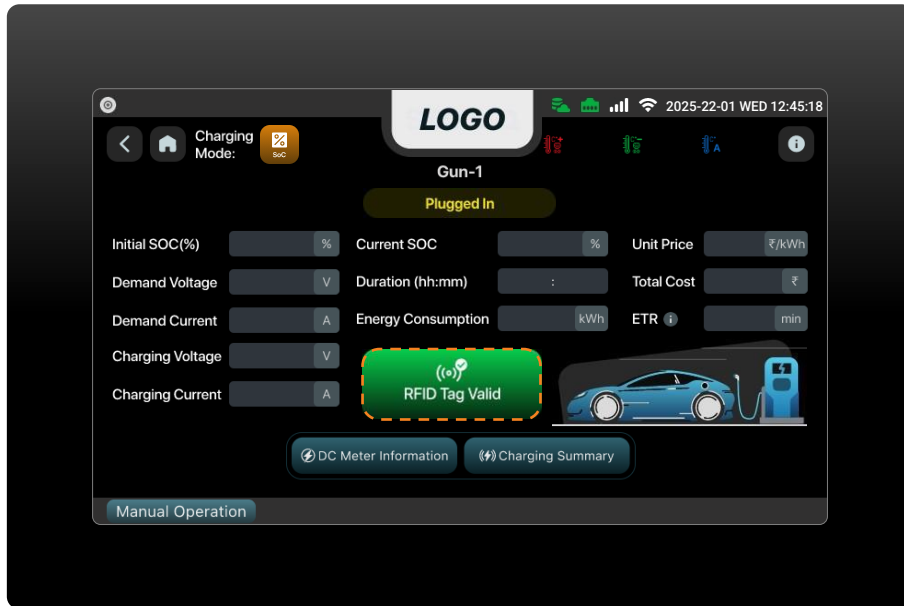 LOGO
2025-22-01 WED 12:45:18
Charging
Mode:
SoC
A
Gun-1
Plugged In
Initial SOC(%) %
Current SOC %
Unit Price ₹/kWh
Demand Voltage V
Duration (hh:mm) :
Total Cost ₹
Demand Current A
Energy Consumption kWh
ETR i min
Charging Voltage V
Charging Current A
RFID Tag Valid
DC Meter Information
Charging Summary
Manual Operation